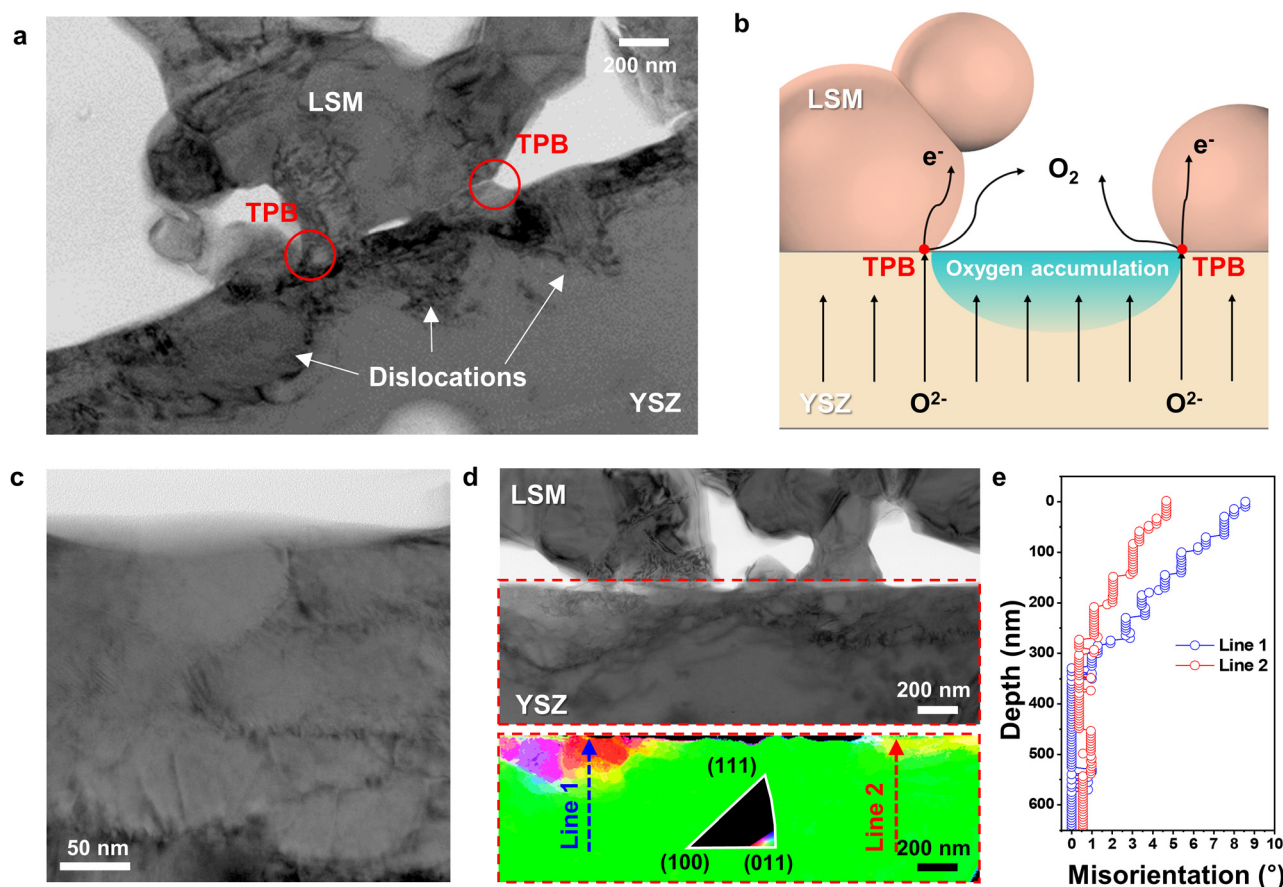 a
200 nm
LSM
TPB
TPB
Dislocations
YSZ
b
LSM
e-
O2
e-
TPB
Oxygen accumulation
TPB
YSZ
O2-
O2-
c
50 nm
d
LSM
YSZ
200 nm
Line 1
(111)
(100)
(011)
Line 2
200 nm
e
0
100
200
300
400
500
600
Depth (nm)
Line 1
Line 2
0 1 2 3 4 5 6 7 8 9 10
Misorientation (°)